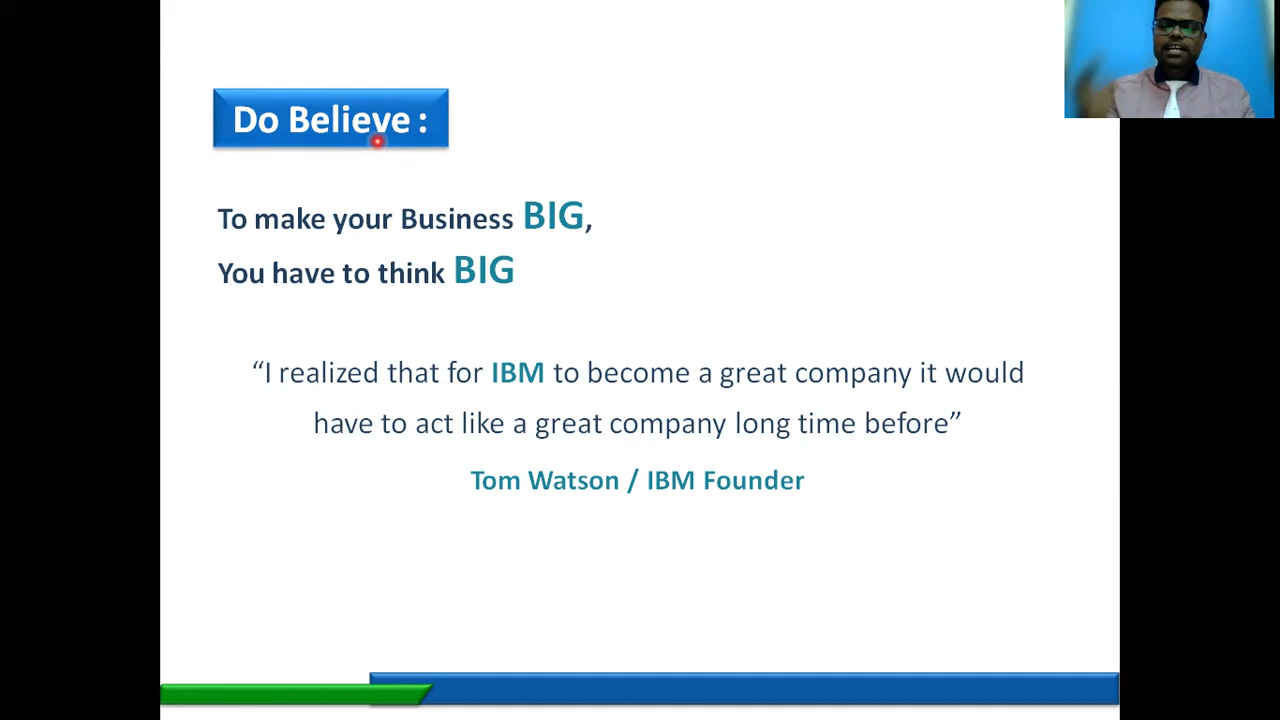 Do Believe :
To make your Business BIG,
You have to think BIG
“I realized that for IBM to become a great company it would
have to act like a great company long time before”
Tom Watson / IBM Founder